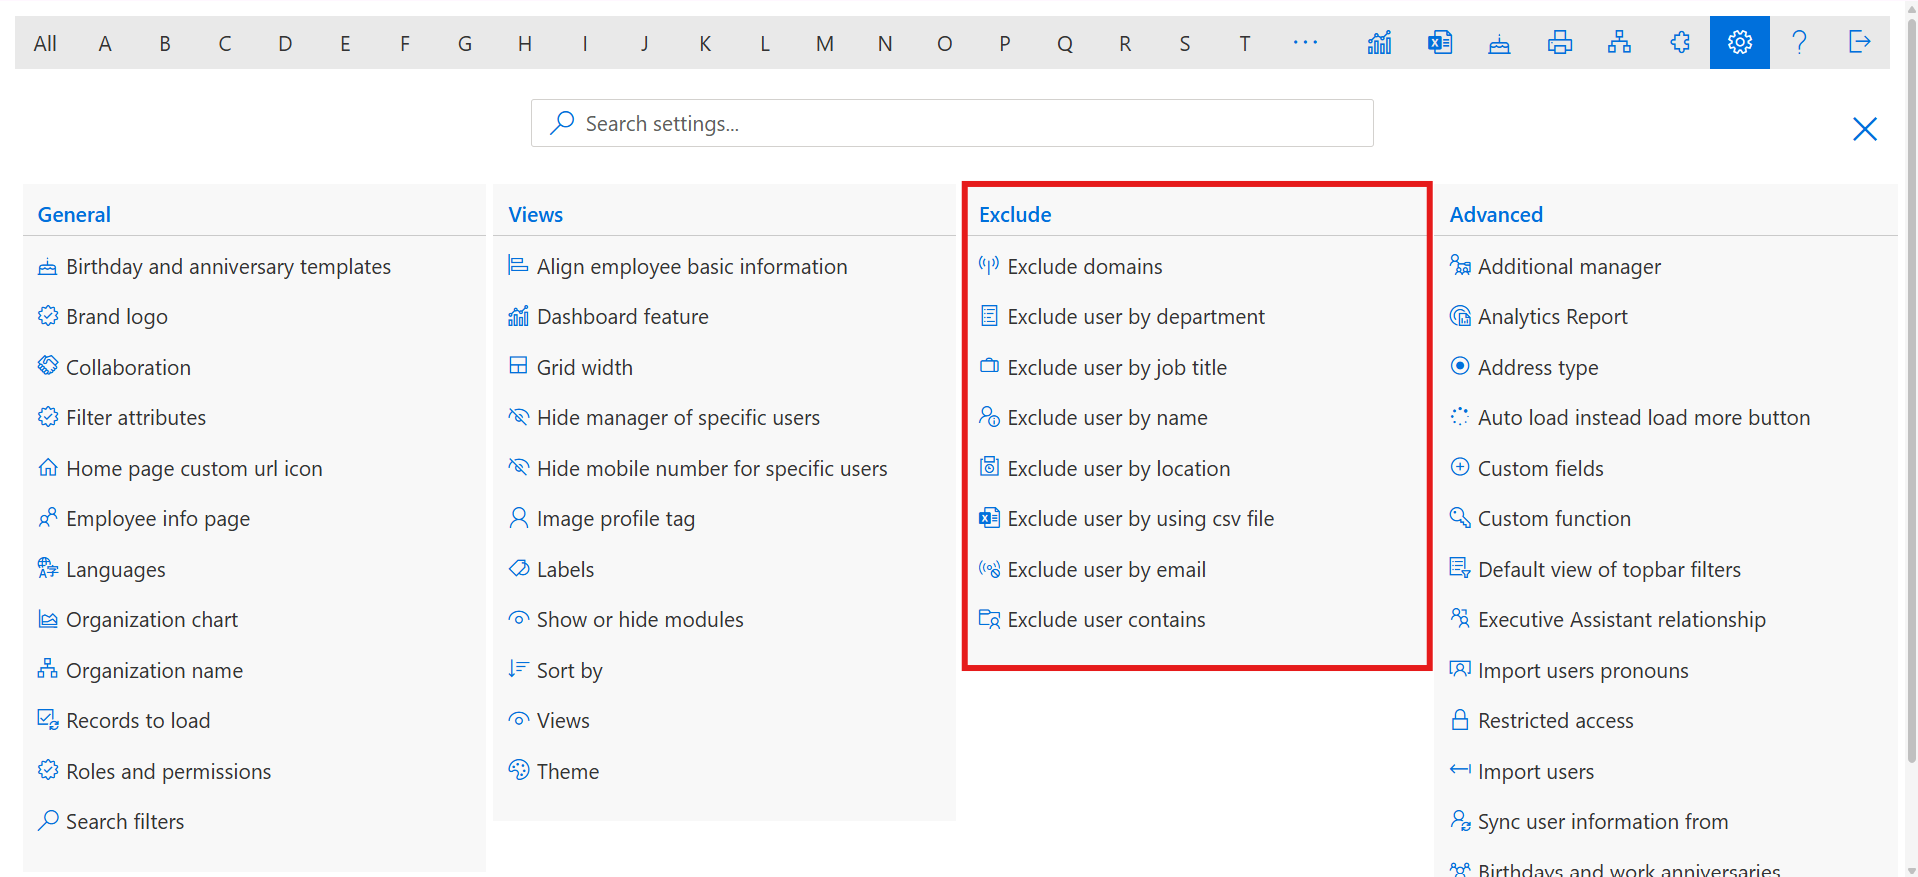 All A B C D E F G H I J K L M N O P Q R S T ...
Search settings...
General
Birthday and anniversary templates
Brand logo
Collaboration
Filter attributes
Home page custom url icon
Employee info page
Languages
Organization chart
Organization name
Records to load
Roles and permissions
Search filters
Views
Align employee basic information
Dashboard feature
Grid width
Hide manager of specific users
Hide mobile number for specific users
Image profile tag
Labels
Show or hide modules
Sort by
Views
Theme
Exclude
Exclude domains
Exclude user by department
Exclude user by job title
Exclude user by name
Exclude user by location
Exclude user by using csv file
Exclude user by email
Exclude user contains
Advanced
Additional manager
Analytics Report
Address type
Auto load instead load more button
Custom fields
Custom function
Default view of topbar filters
Executive Assistant relationship
Import users pronouns
Restricted access
Import users
Sync user information from
Birthdays and work anniversaries